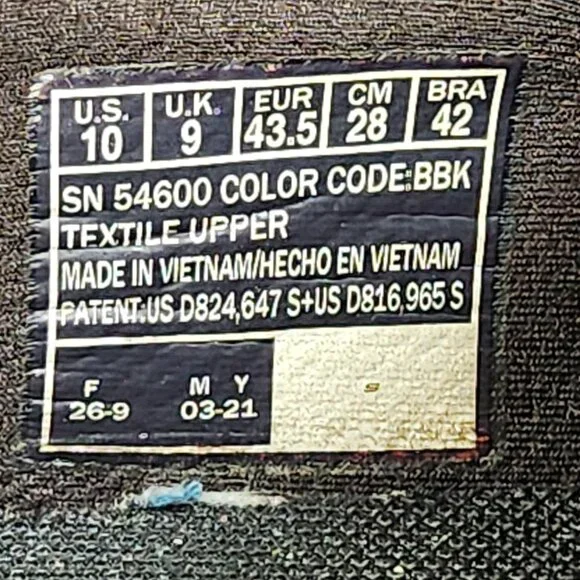 U.S. U.K. EUR CM BRA
10 9 43.5 28 42
SN 54600 COLOR CODE:BBK
TEXTILE UPPER
MADE IN VIETNAM/HECHO EN VIETNAM
PATENT:US D824,647 S+US D816,965 S
F M Y
26-9 03-21